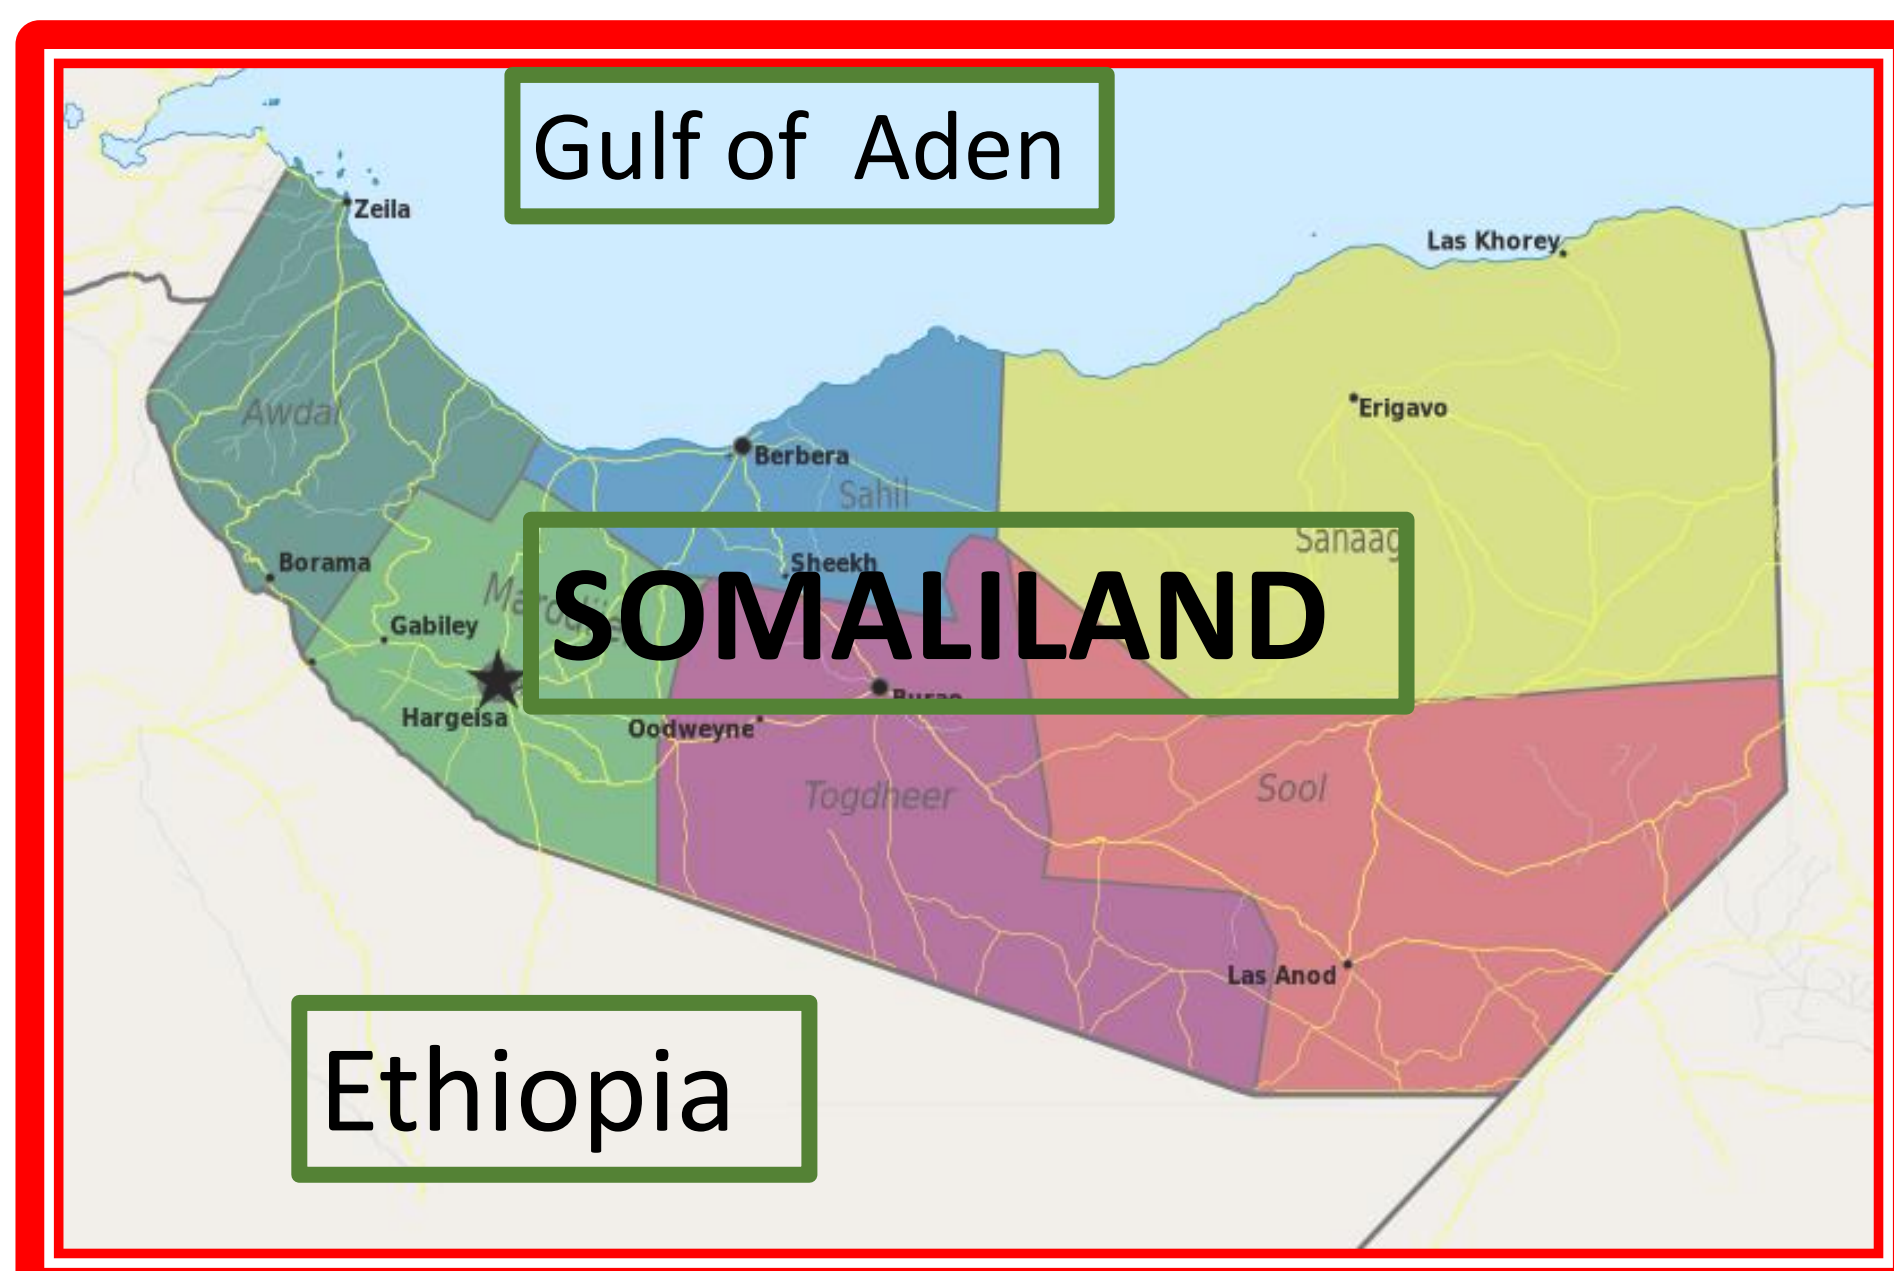 Gulf of  Aden
Zeila
Las Khorey
Erigavo
Awdal
Berbera
Sahil
Sanaag
Borama
Sheekh
SOMALILAND
Gabiley
Burao
Hargeisa
Oodweyne
Togdheer
Sool
Las Anod
Ethiopia